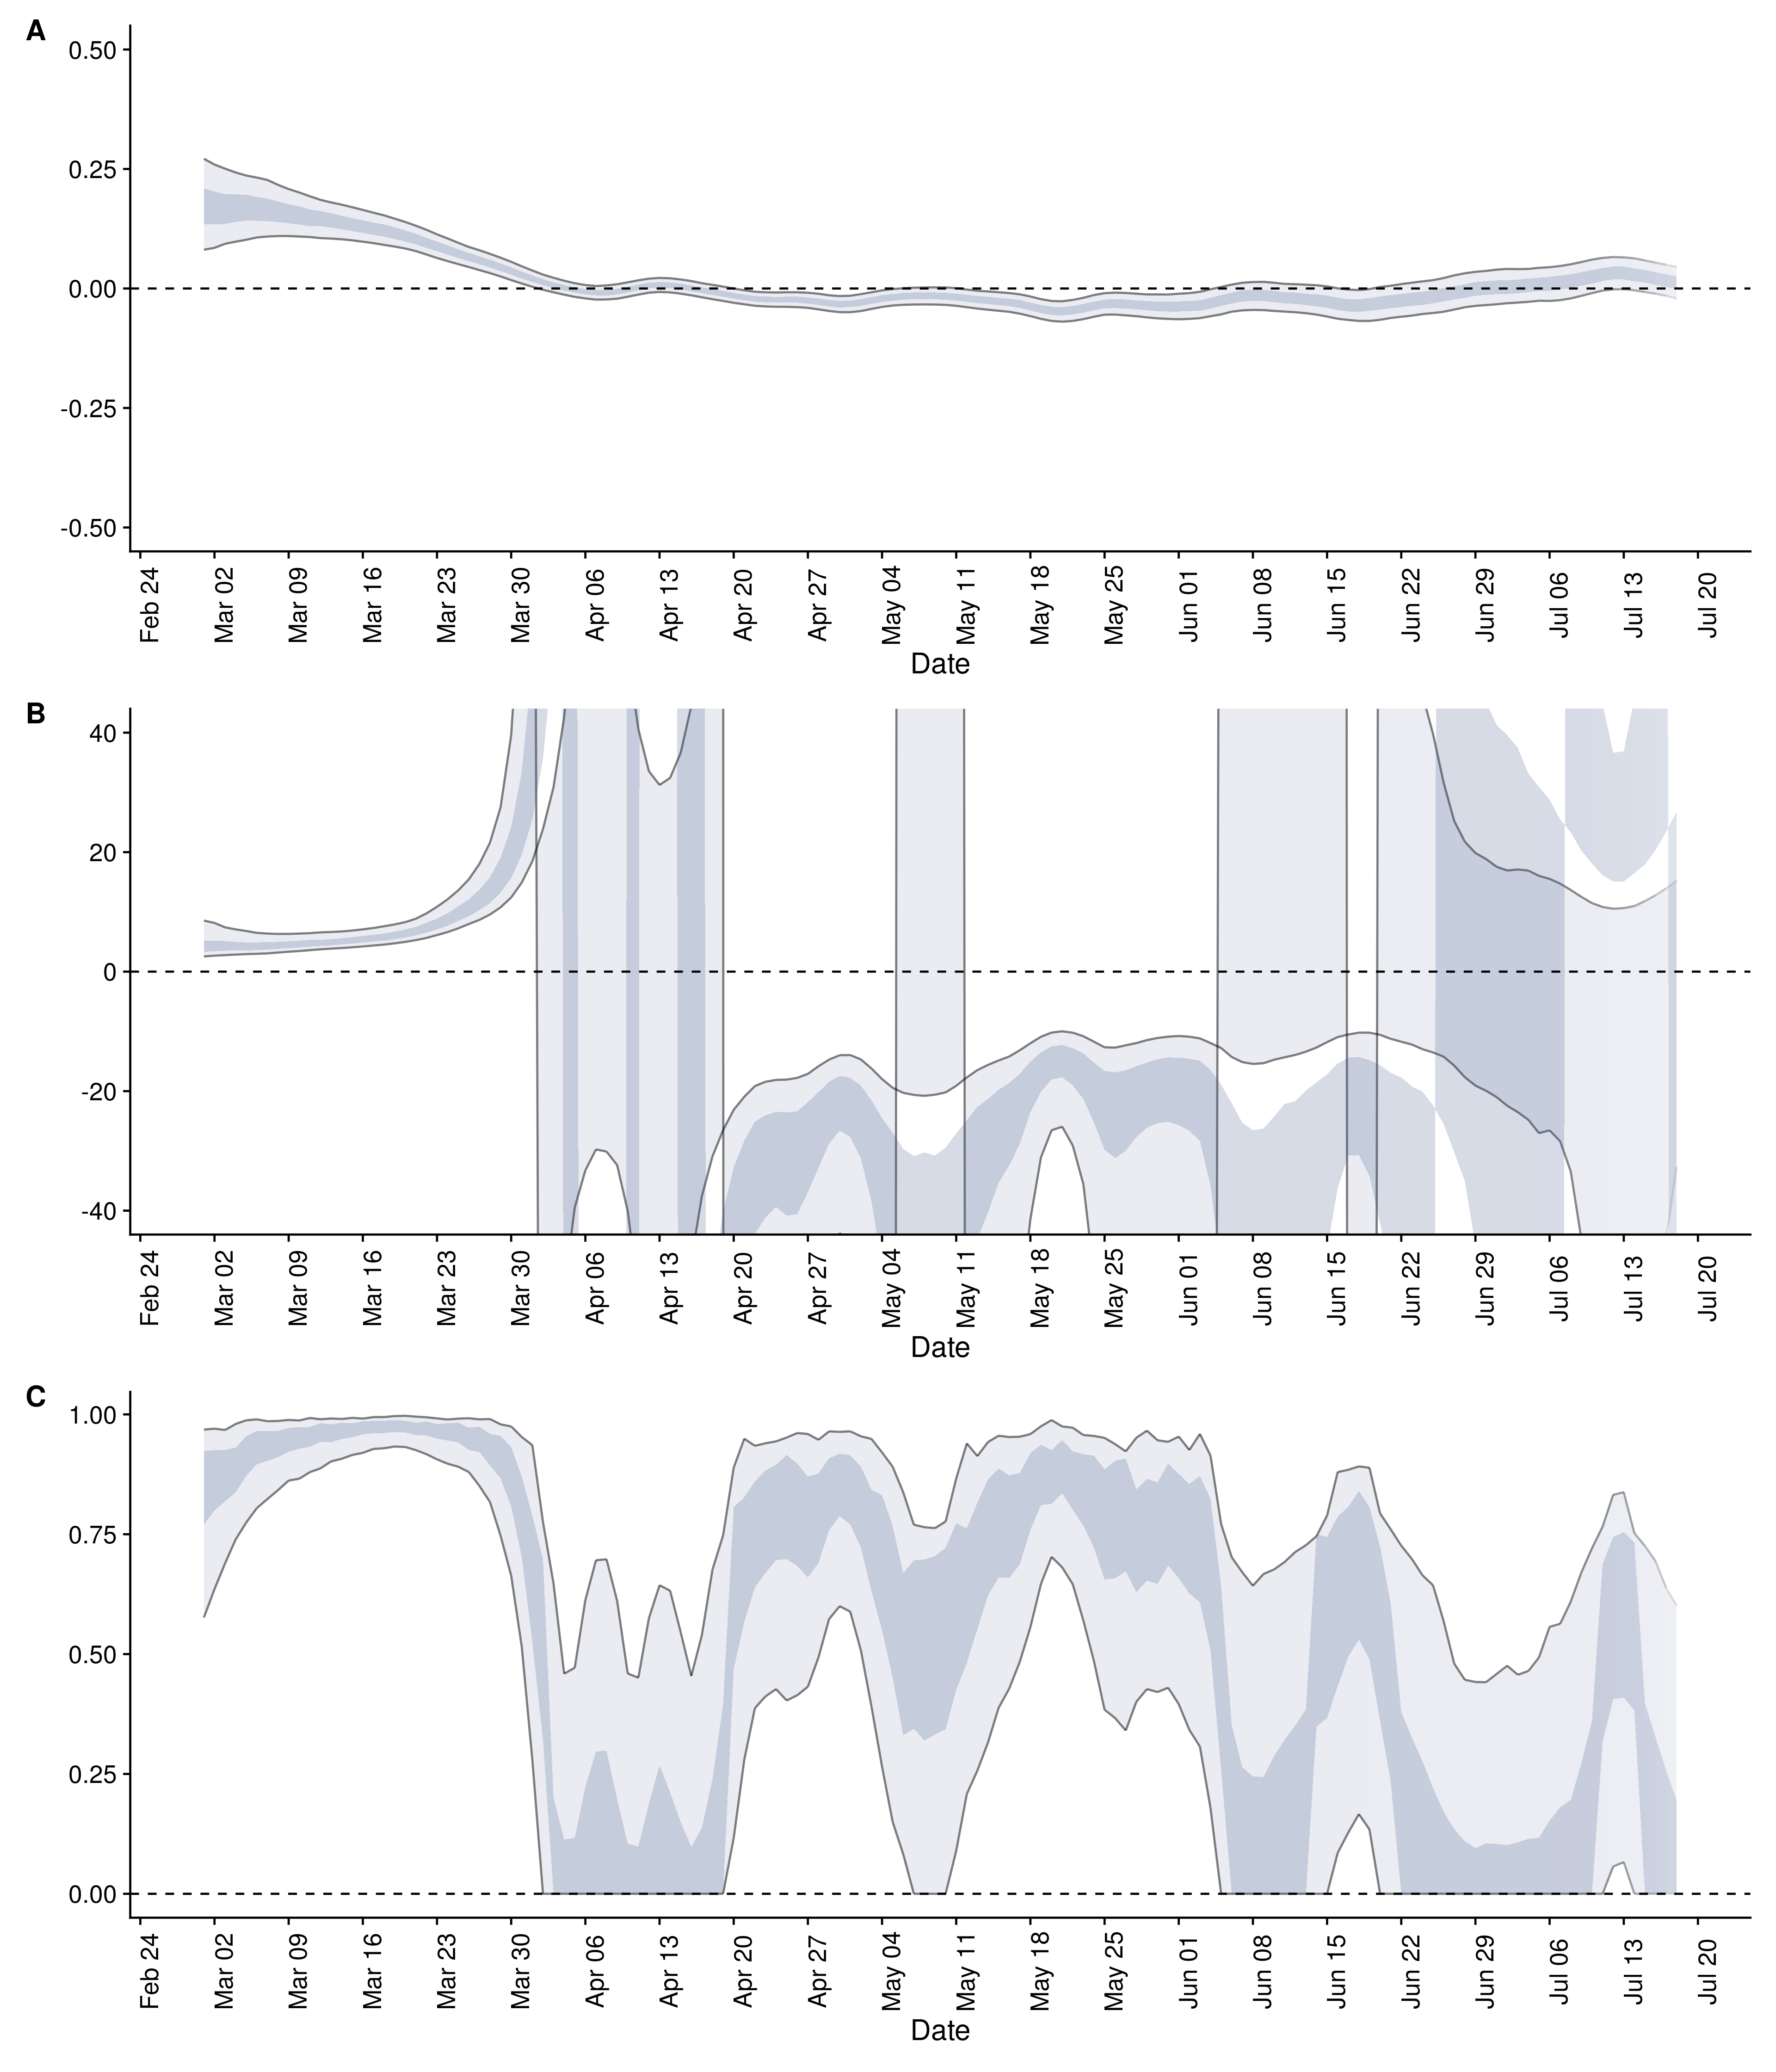 A
0.50
0.25
0.00
-0.25
-0.50
Feb 24
Mar 02
Mar 09
Mar 16
Mar 23
Mar 30
Apr 06
Apr 13
Apr 20
Apr 27
May 04
May 11
May 18
May 25
Jun 01
Jun 08
Jun 15
Jun 22
Jun 29
Jul 06
Jul 13
Jul 20
Date
B
40
20
0
-20
-40
Feb 24
Mar 02
Mar 09
Mar 16
Mar 23
Mar 30
Apr 06
Apr 13
Apr 20
Apr 27
May 04
May 11
May 18
May 25
Jun 01
Jun 08
Jun 15
Jun 22
Jun 29
Jul 06
Jul 13
Jul 20
Date
C
1.00
0.75
0.50
0.25
0.00
Feb 24
Mar 02
Mar 09
Mar 16
Mar 23
Mar 30
Apr 06
Apr 13
Apr 20
Apr 27
May 04
May 11
May 18
May 25
Jun 01
Jun 08
Jun 15
Jun 22
Jun 29
Jul 06
Jul 13
Jul 20
Date